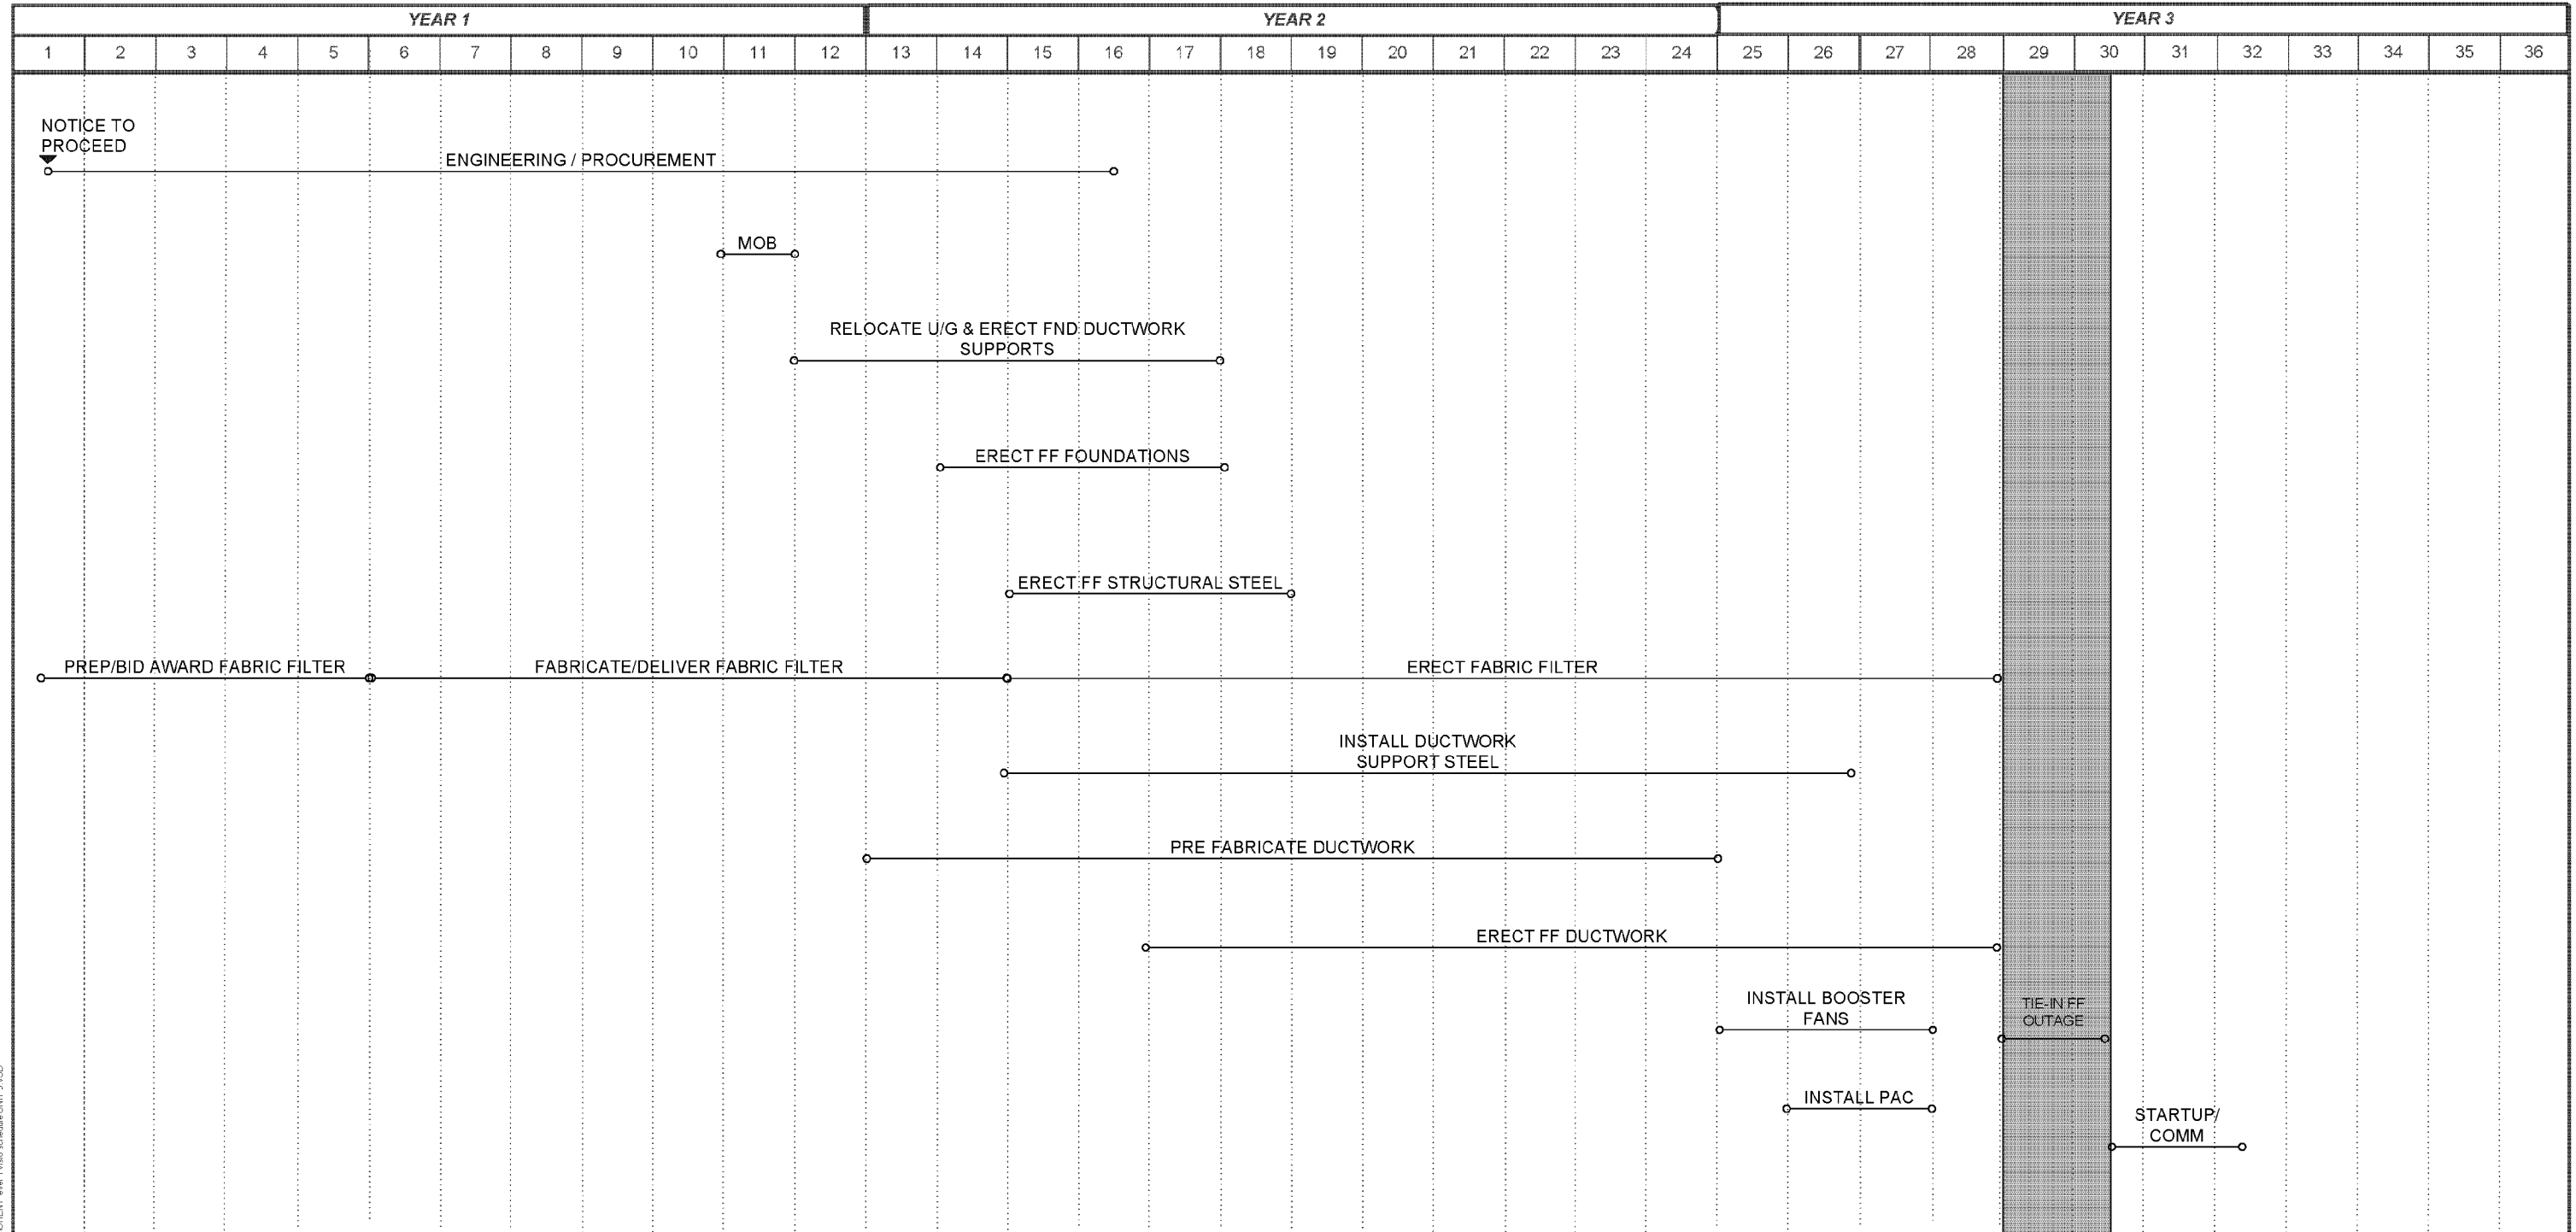 YEAR 1 YEAR 2 YEAR 3
1 2 3 4 5 6 7 8 9 10 11 12 13 14 15 16 17 18 19 20 21 22 23 24 25 26 27 28 29 30 31 32 33 34 35 36
NOTICE TO
PROCEED
ENGINEERING / PROCUREMENT
MOB
RELOCATE U/G & ERECT FND DUCTWORK
SUPPORTS
ERECT FF FOUNDATIONS
ERECT FF STRUCTURAL STEEL
PREP/BID AWARD FABRIC FILTER FABRICATE/DELIVER FABRIC FILTER ERECT FABRIC FILTER
INSTALL DUCTWORK
SUPPORT STEEL
PRE FABRICATE DUCTWORK
ERECT FF DUCTWORK
INSTALL BOOSTER
FANS
TIE-IN FF
OUTAGE
INSTALL PAC
STARTUP/
COMM